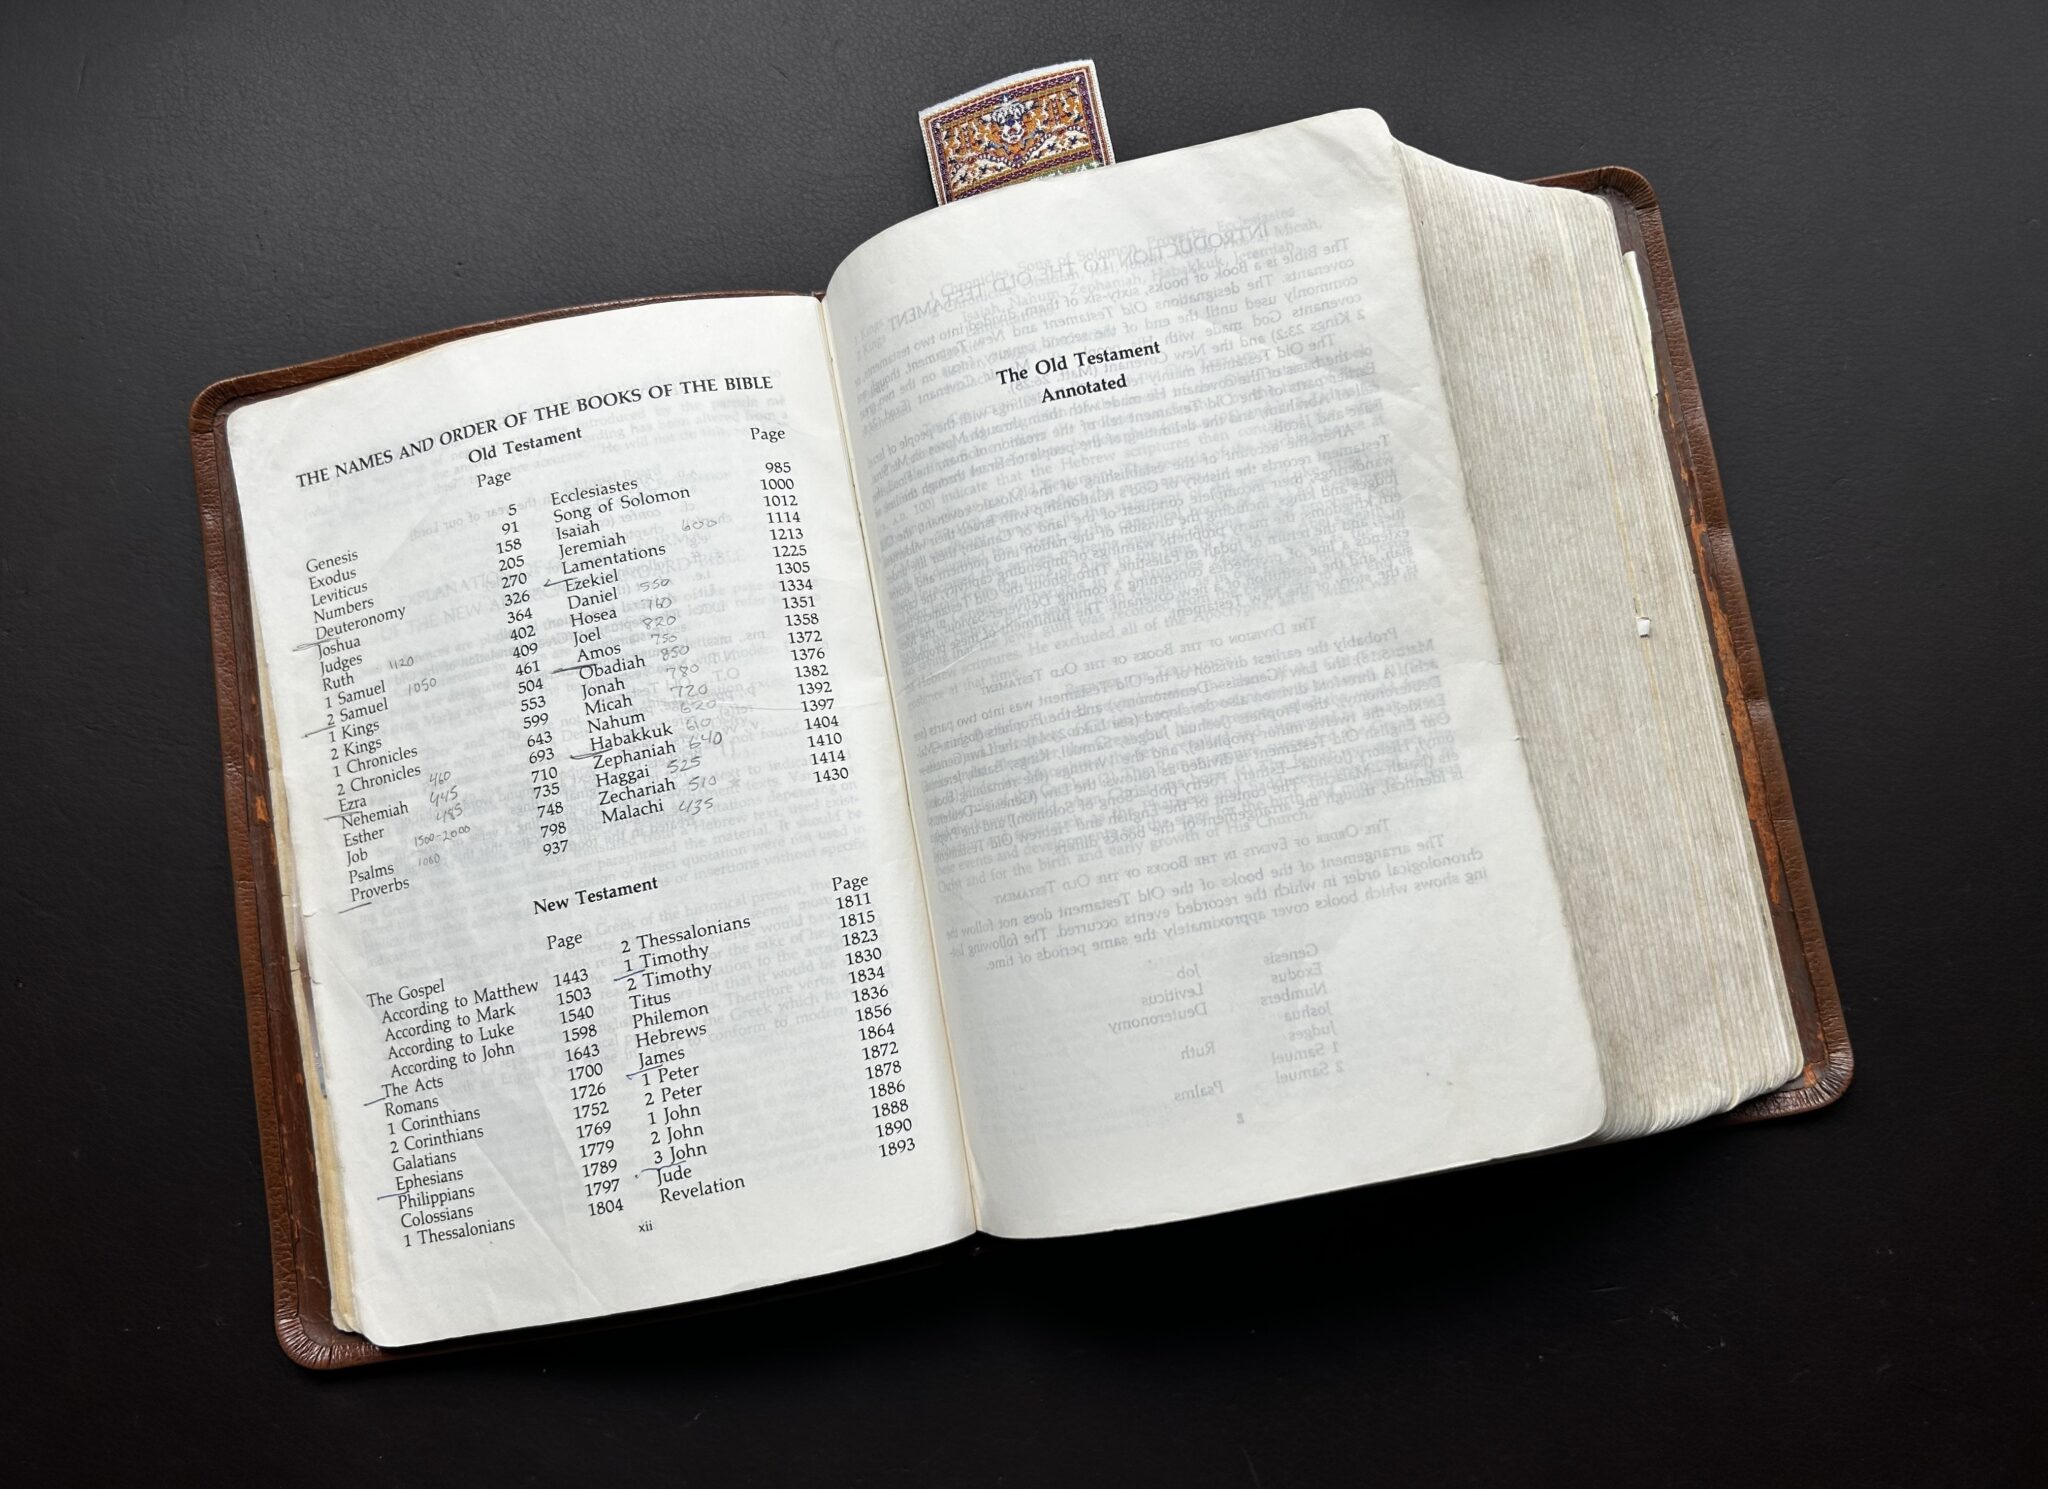 THE NAMES AND ORDER OF THE BOOKS OF THE BIBLE
Old Testament
Page
Genesis 5
Exodus 91
Leviticus 158
Numbers 205
Deuteronomy 270
Joshua 326
Judges 364
Ruth 1120 402
1 Samuel 409
2 Samuel 1050 461
1 Kings 504
2 Kings 553
1 Chronicles 599
2 Chronicles 643
Ezra 460 693
Nehemiah 445 710
Esther 485 735
Job 1500-2000 748
Psalms 1000 798
Proverbs 937
Page
Ecclesiastes 985
Song of Solomon 1000
Isaiah 1012
Jeremiah 600 1114
Lamentations 1213
Ezekiel 1225
Daniel 550 1305
Hosea 760 1334
Joel 820 1351
Amos 750 1358
Obadiah 850 1372
Jonah 780 1376
Micah 720 1382
Nahum 620 1392
Habakkuk 610 1397
Zephaniah 640 1404
Haggai 525 1410
Zechariah 510 1414
Malachi 435 1430
New Testament
Page
The Gospel
According to Matthew 1443
According to Mark 1503
According to Luke 1540
According to John 1598
The Acts 1643
Romans 1700
1 Corinthians 1726
2 Corinthians 1752
Galatians 1769
Ephesians 1779
Philippians 1789
Colossians 1797
1 Thessalonians 1804
Page
2 Thessalonians 1811
1 Timothy 1815
2 Timothy 1823
Titus 1830
Philemon 1834
Hebrews 1836
James 1856
1 Peter 1864
2 Peter 1872
1 John 1878
2 John 1886
3 John 1888
Jude 1890
Revelation 1893
xii
The Old Testament
Annotated